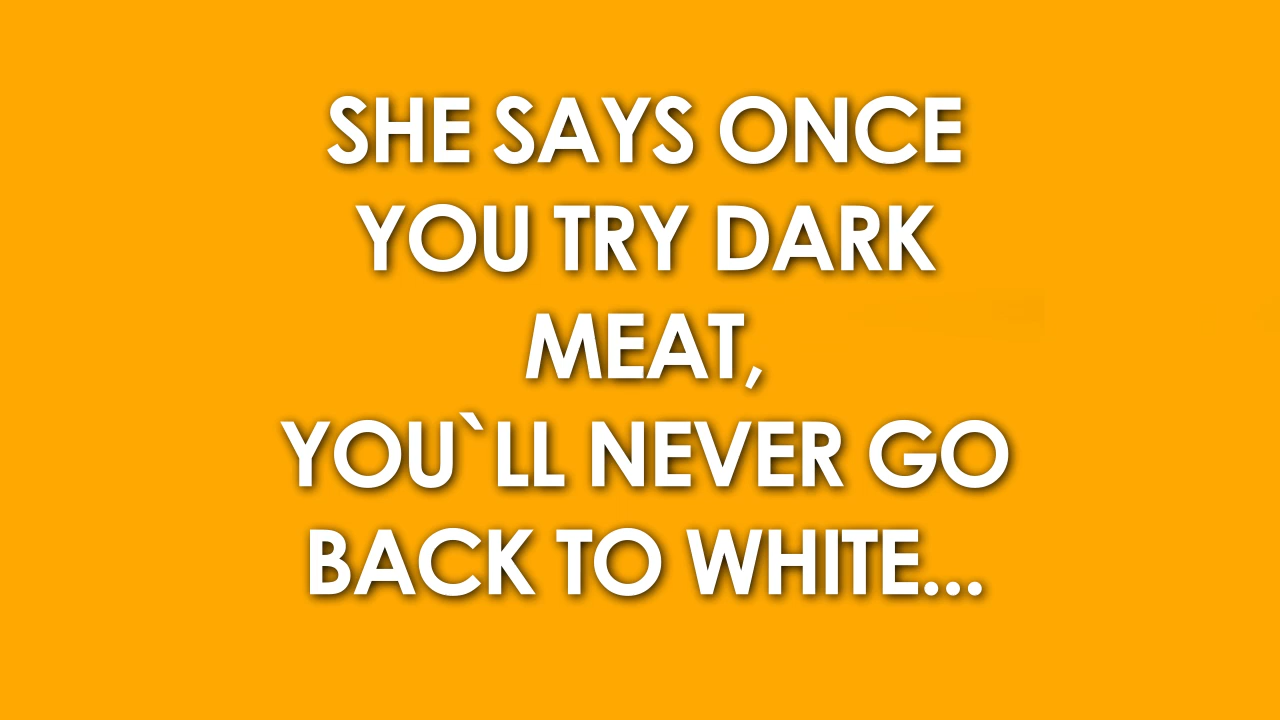 SHE SAYS ONCE
YOU TRY DARK
MEAT,
YOU`LL NEVER GO
BACK TO WHITE...